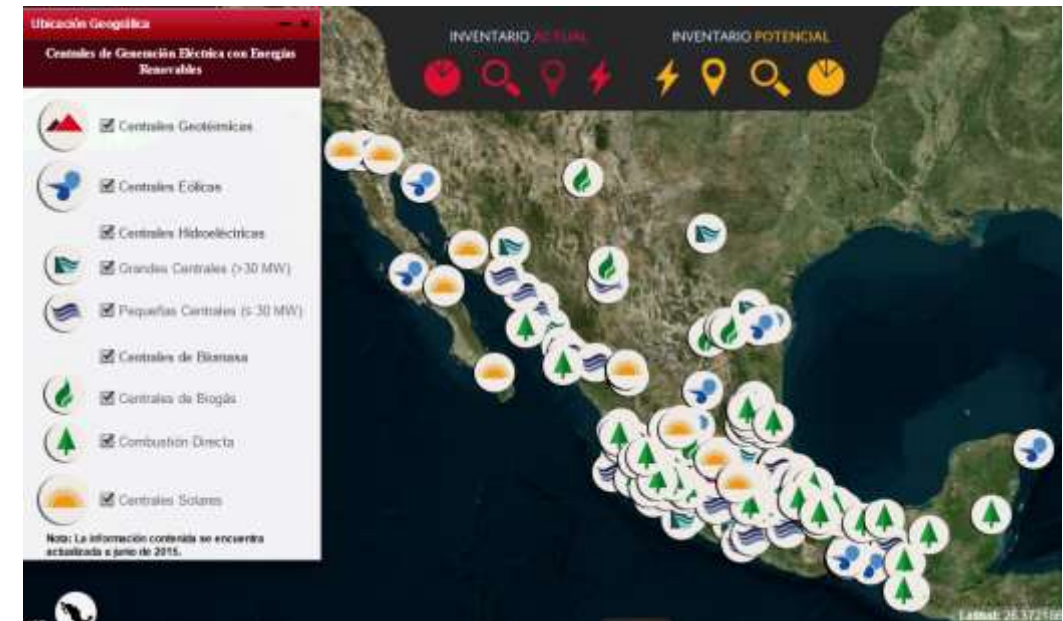 Ubicación Geográfica
Centrales de Generación Eléctrica con Energías
Renovables
Centrales Geotérmicas
Centrales Eólicas
Centrales Hidroeléctricas
Grandes Centrales (>30 MW)
Pequeñas Centrales (≤ 30 MW)
Centrales de Biomasa
Centrales de Biogás
Combustión Directa
Centrales Solares
Nota: La información contenida se encuentra
actualizada a junio de 2015.
INVENTARIO ACTUAL
INVENTARIO POTENCIAL